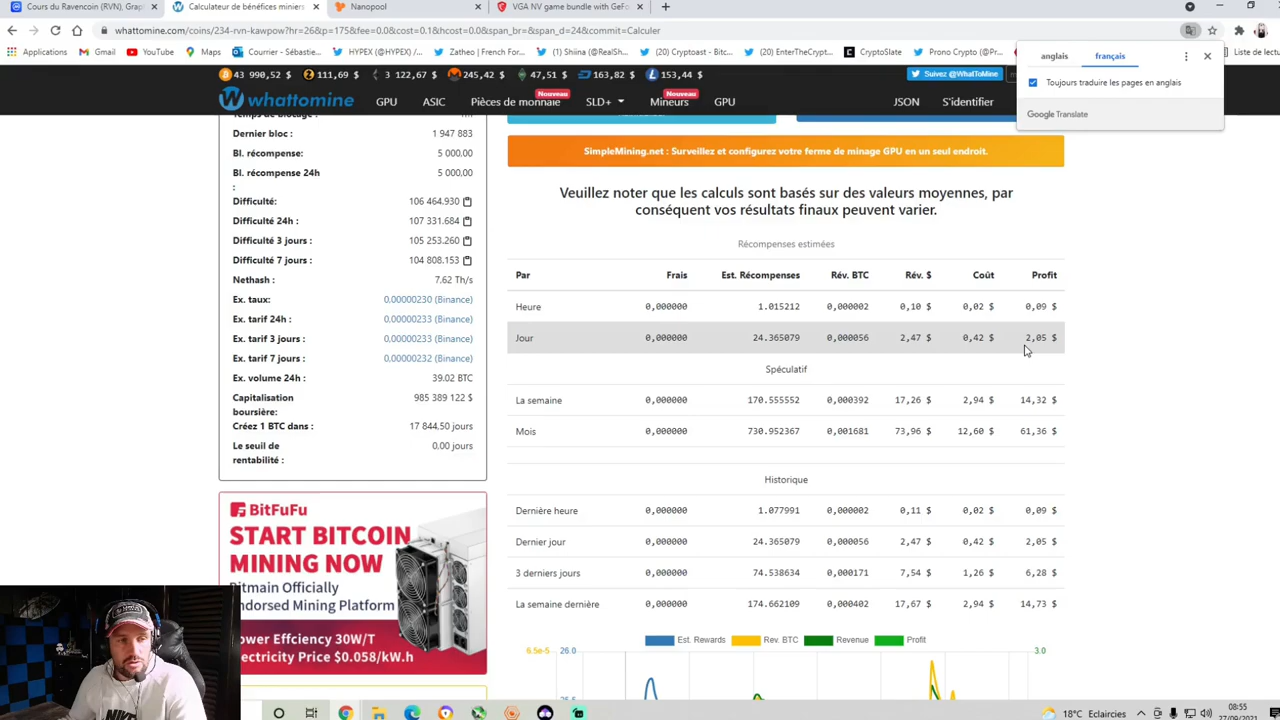 Cours du Ravencoin (RVN), Grap
Calculateur de bénéfices miniers
Nanopool
VGA NV game bundle with GeFo
whattomine.com/coins/234-rvn-kawpow?hr=26&p=175&fee=0.0&cost=0.1&hcost=0.0&span_br=&span_d=24&commit=Calculer
Applications
Gmail
YouTube
Maps
Courrier - Sébastie...
HYPEX (@HYPEX) /...
Zatheo | French For...
(1) Shiina (@RealSh...
(20) Cryptoast - Bitc...
(20) EnterTheCrypt...
CryptoSlate
Prono Crypto (@Pr...
Liste de lectu
anglais
français
Toujours traduire les pages en anglais
Google Translate
43 990,52 $
111,69 $
3 122,67 $
245,42 $
47,51 $
163,82 $
153,44 $
Suivez @WhatToMine
whattomine
GPU
ASIC
Pièces de monnaie
Nouveau
SLD+
Mineurs
Nouveau
GPU
JSON
S'identifier
Dernier bloc :
1 947 883
Bl. récompense:
5 000,00
Bl. récompense 24h
:
5 000,00
Difficulté:
106 464.930
Difficulté 24h :
107 331.684
Difficulté 3 jours :
105 253.260
Difficulté 7 jours :
104 808.153
Nethash :
7.62 Th/s
Ex. taux:
0,00000230 (Binance)
Ex. tarif 24h :
0,00000233 (Binance)
Ex. tarif 3 jours :
0,00000233 (Binance)
Ex. tarif 7 jours :
0,00000232 (Binance)
Ex. volume 24h :
39.02 BTC
Capitalisation
boursière:
985 389 122 $
Créez 1 BTC dans :
17 844,50 jours
Le seuil de
rentabilité :
0,00 jours
BitFuFu
START BITCOIN
MINING NOW
Bitmain Officially
ndorsed Mining Platform
ower Effciency 30W/T
lectricity Price $0.058/kW.h
SimpleMining.net : Surveillez et configurez votre ferme de minage GPU en un seul endroit.
Veuillez noter que les calculs sont basés sur des valeurs moyennes, par
conséquent vos résultats finaux peuvent varier.
Récompenses estimées
Par Frais Est. Récompenses Rév. BTC Rév. $ Coût Profit
Heure 0,000000 1.015212 0,000002 0,10 $ 0,02 $ 0,09 $
Jour 0,000000 24.365079 0,000056 2,47 $ 0,42 $ 2,05 $
Spéculatif
La semaine 0,000000 170.555552 0,000392 17,26 $ 2,94 $ 14,32 $
Mois 0,000000 730.952367 0,001681 73,96 $ 12,60 $ 61,36 $
Historique
Dernière heure 0,000000 1.077991 0,000002 0,11 $ 0,02 $ 0,09 $
Dernier jour 0,000000 24.365079 0,000056 2,47 $ 0,42 $ 2,05 $
3 derniers jours 0,000000 74.538634 0,000171 7,54 $ 1,26 $ 6,28 $
La semaine dernière 0,000000 174.662109 0,000402 17,67 $ 2,94 $ 14,73 $
Est. Rewards
Rev. BTC
Revenue
Profit
6.5e-5
26.0
3.0
18°C Eclaircies
08:55
27/09/2021